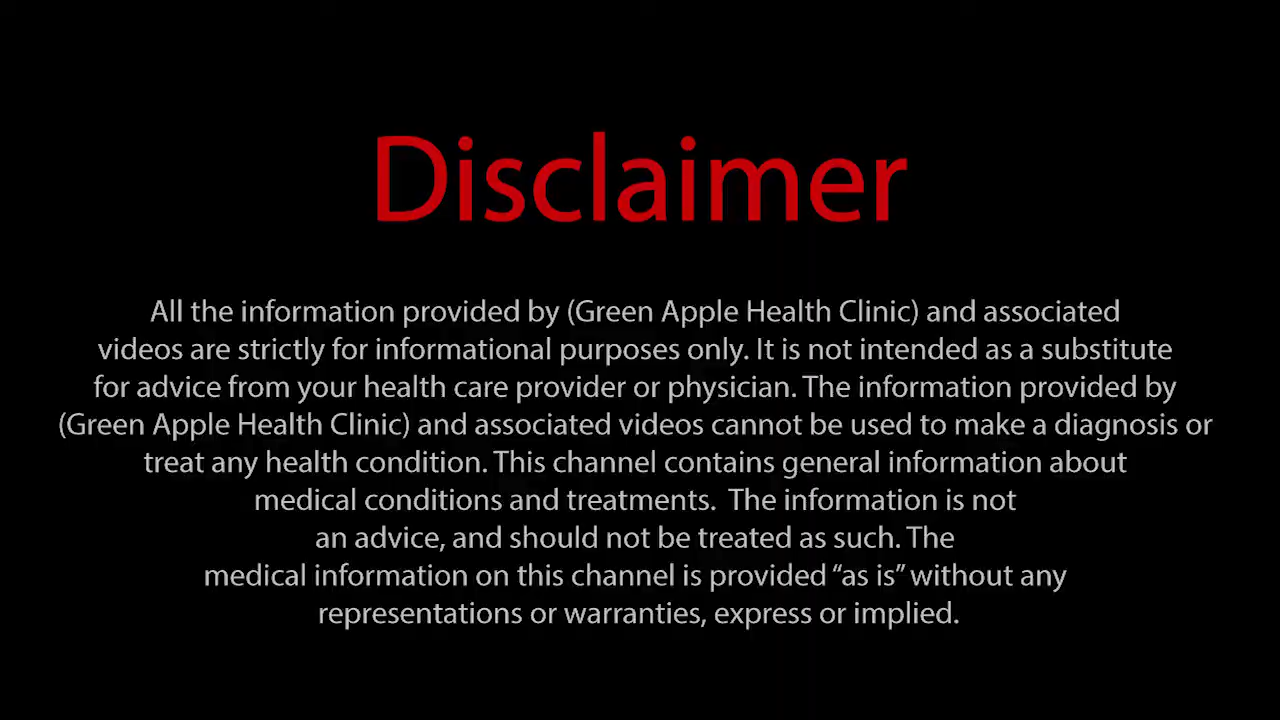 Disclaimer
All the information provided by (Green Apple Health Clinic) and associated
videos are strictly for informational purposes only. It is not intended as a substitute
for advice from your health care provider or physician. The information provided by
(Green Apple Health Clinic) and associated videos cannot be used to make a diagnosis or
treat any health condition. This channel contains general information about
medical conditions and treatments.  The information is not
an advice, and should not be treated as such. The
medical information on this channel is provided “as is” without any
representations or warranties, express or implied.